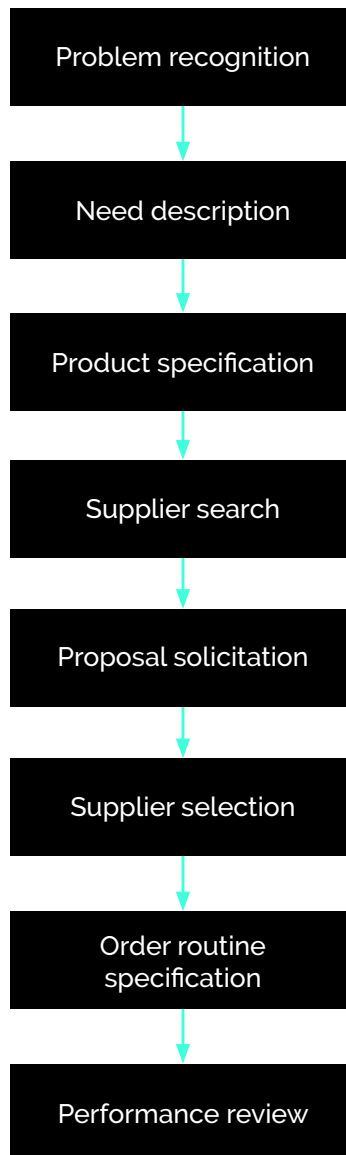 Problem recognition
Need description
Product specification
Supplier search
Proposal solicitation
Supplier selection
Order routine
specification
Performance review